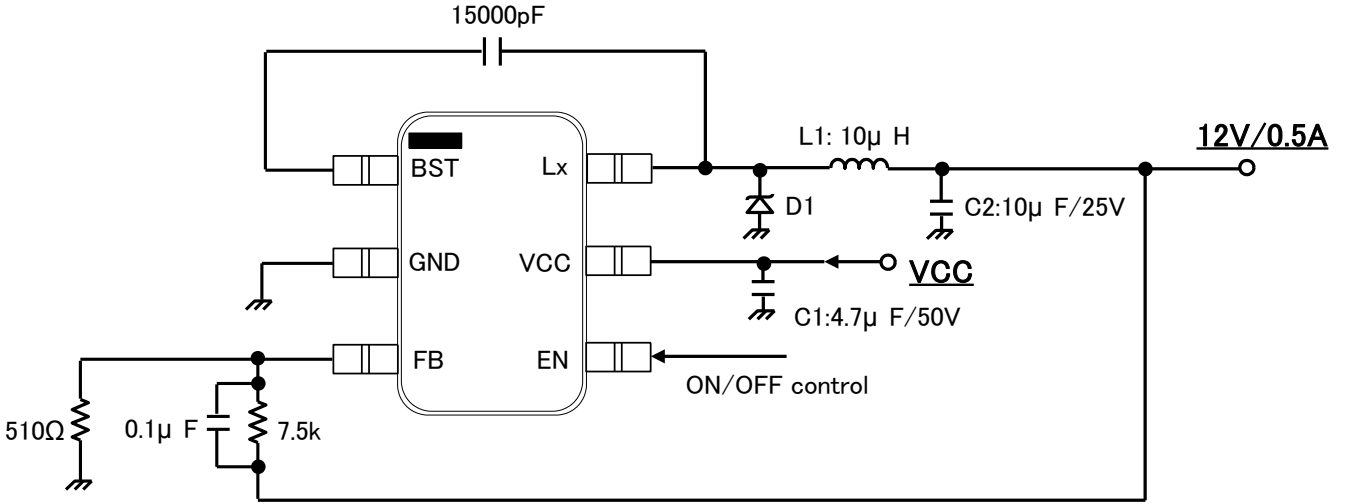 15000pF
L1: 10μ H
12V/0.5A
BST
Lx
D1
C2:10μ F/25V
GND
VCC
VCC
C1:4.7μ F/50V
FB
EN
ON/OFF control
510Ω
0.1μ F
7.5k